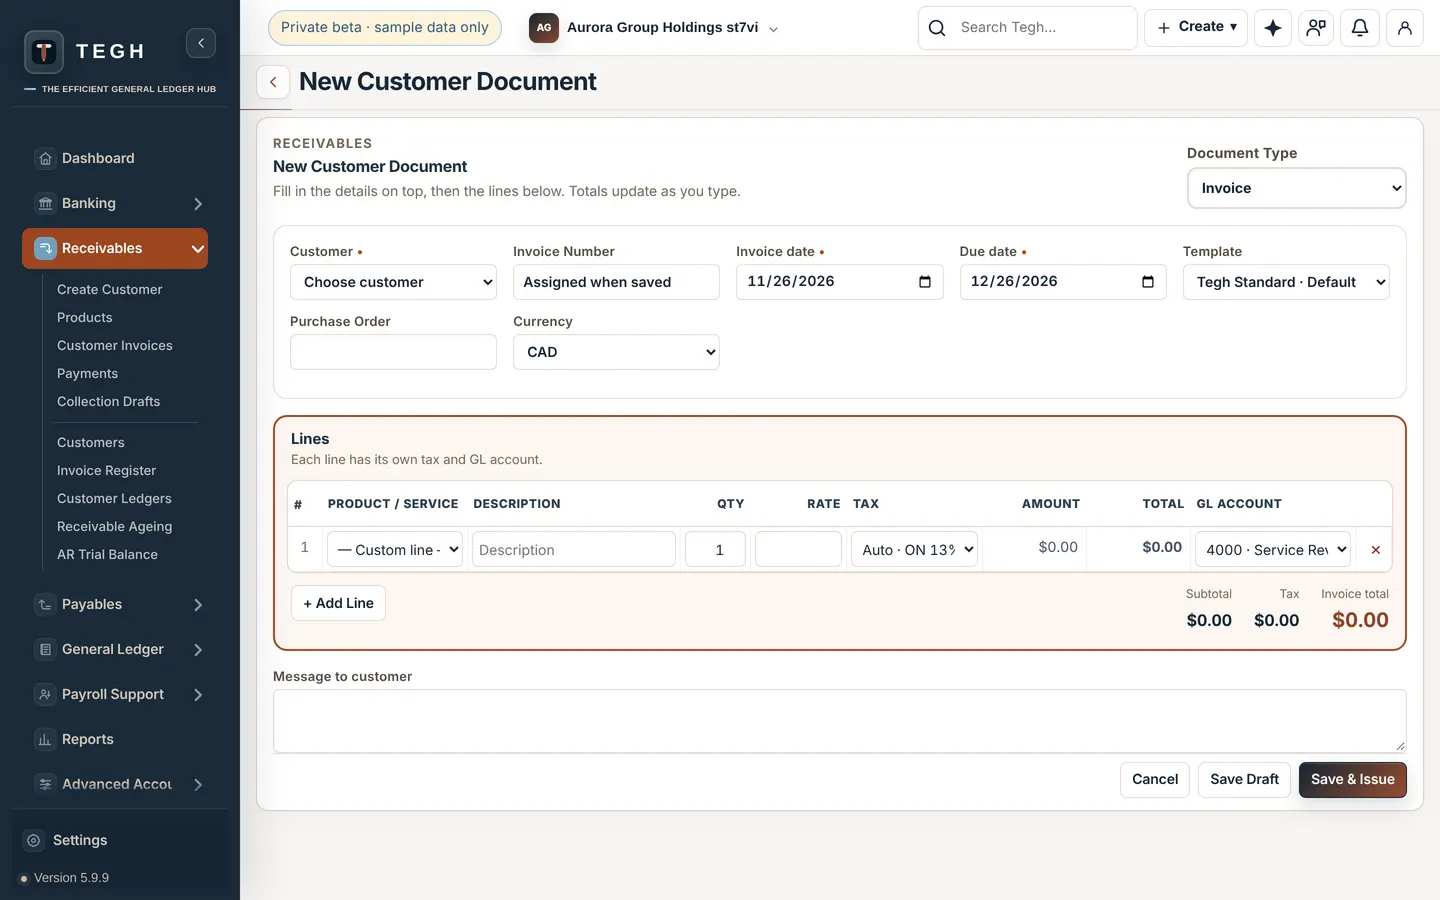 TEGH
THE EFFICIENT GENERAL LEDGER HUB
Dashboard
Banking
Receivables
Create Customer
Products
Customer Invoices
Payments
Collection Drafts
Customers
Invoice Register
Customer Ledgers
Receivable Ageing
AR Trial Balance
Payables
General Ledger
Payroll Support
Reports
Advanced Accou
Settings
Version 5.9.9
Private beta · sample data only
AG Aurora Group Holdings st7vi
Search Tegh...
+ Create ▾
New Customer Document
RECEIVABLES
New Customer Document
Fill in the details on top, then the lines below. Totals update as you type.
Document Type
Invoice
Customer • Invoice Number Invoice date • Due date • Template
Choose customer Assigned when saved 11/26/2026 12/26/2026 Tegh Standard · Default
Purchase Order Currency
CAD
Lines
Each line has its own tax and GL account.
# PRODUCT / SERVICE DESCRIPTION QTY RATE TAX AMOUNT TOTAL GL ACCOUNT
1 — Custom line - Description 1 Auto · ON 13% $0.00 $0.00 4000 · Service Rev ×
+ Add Line
Subtotal Tax Invoice total
$0.00 $0.00 $0.00
Message to customer
Cancel Save Draft Save & Issue